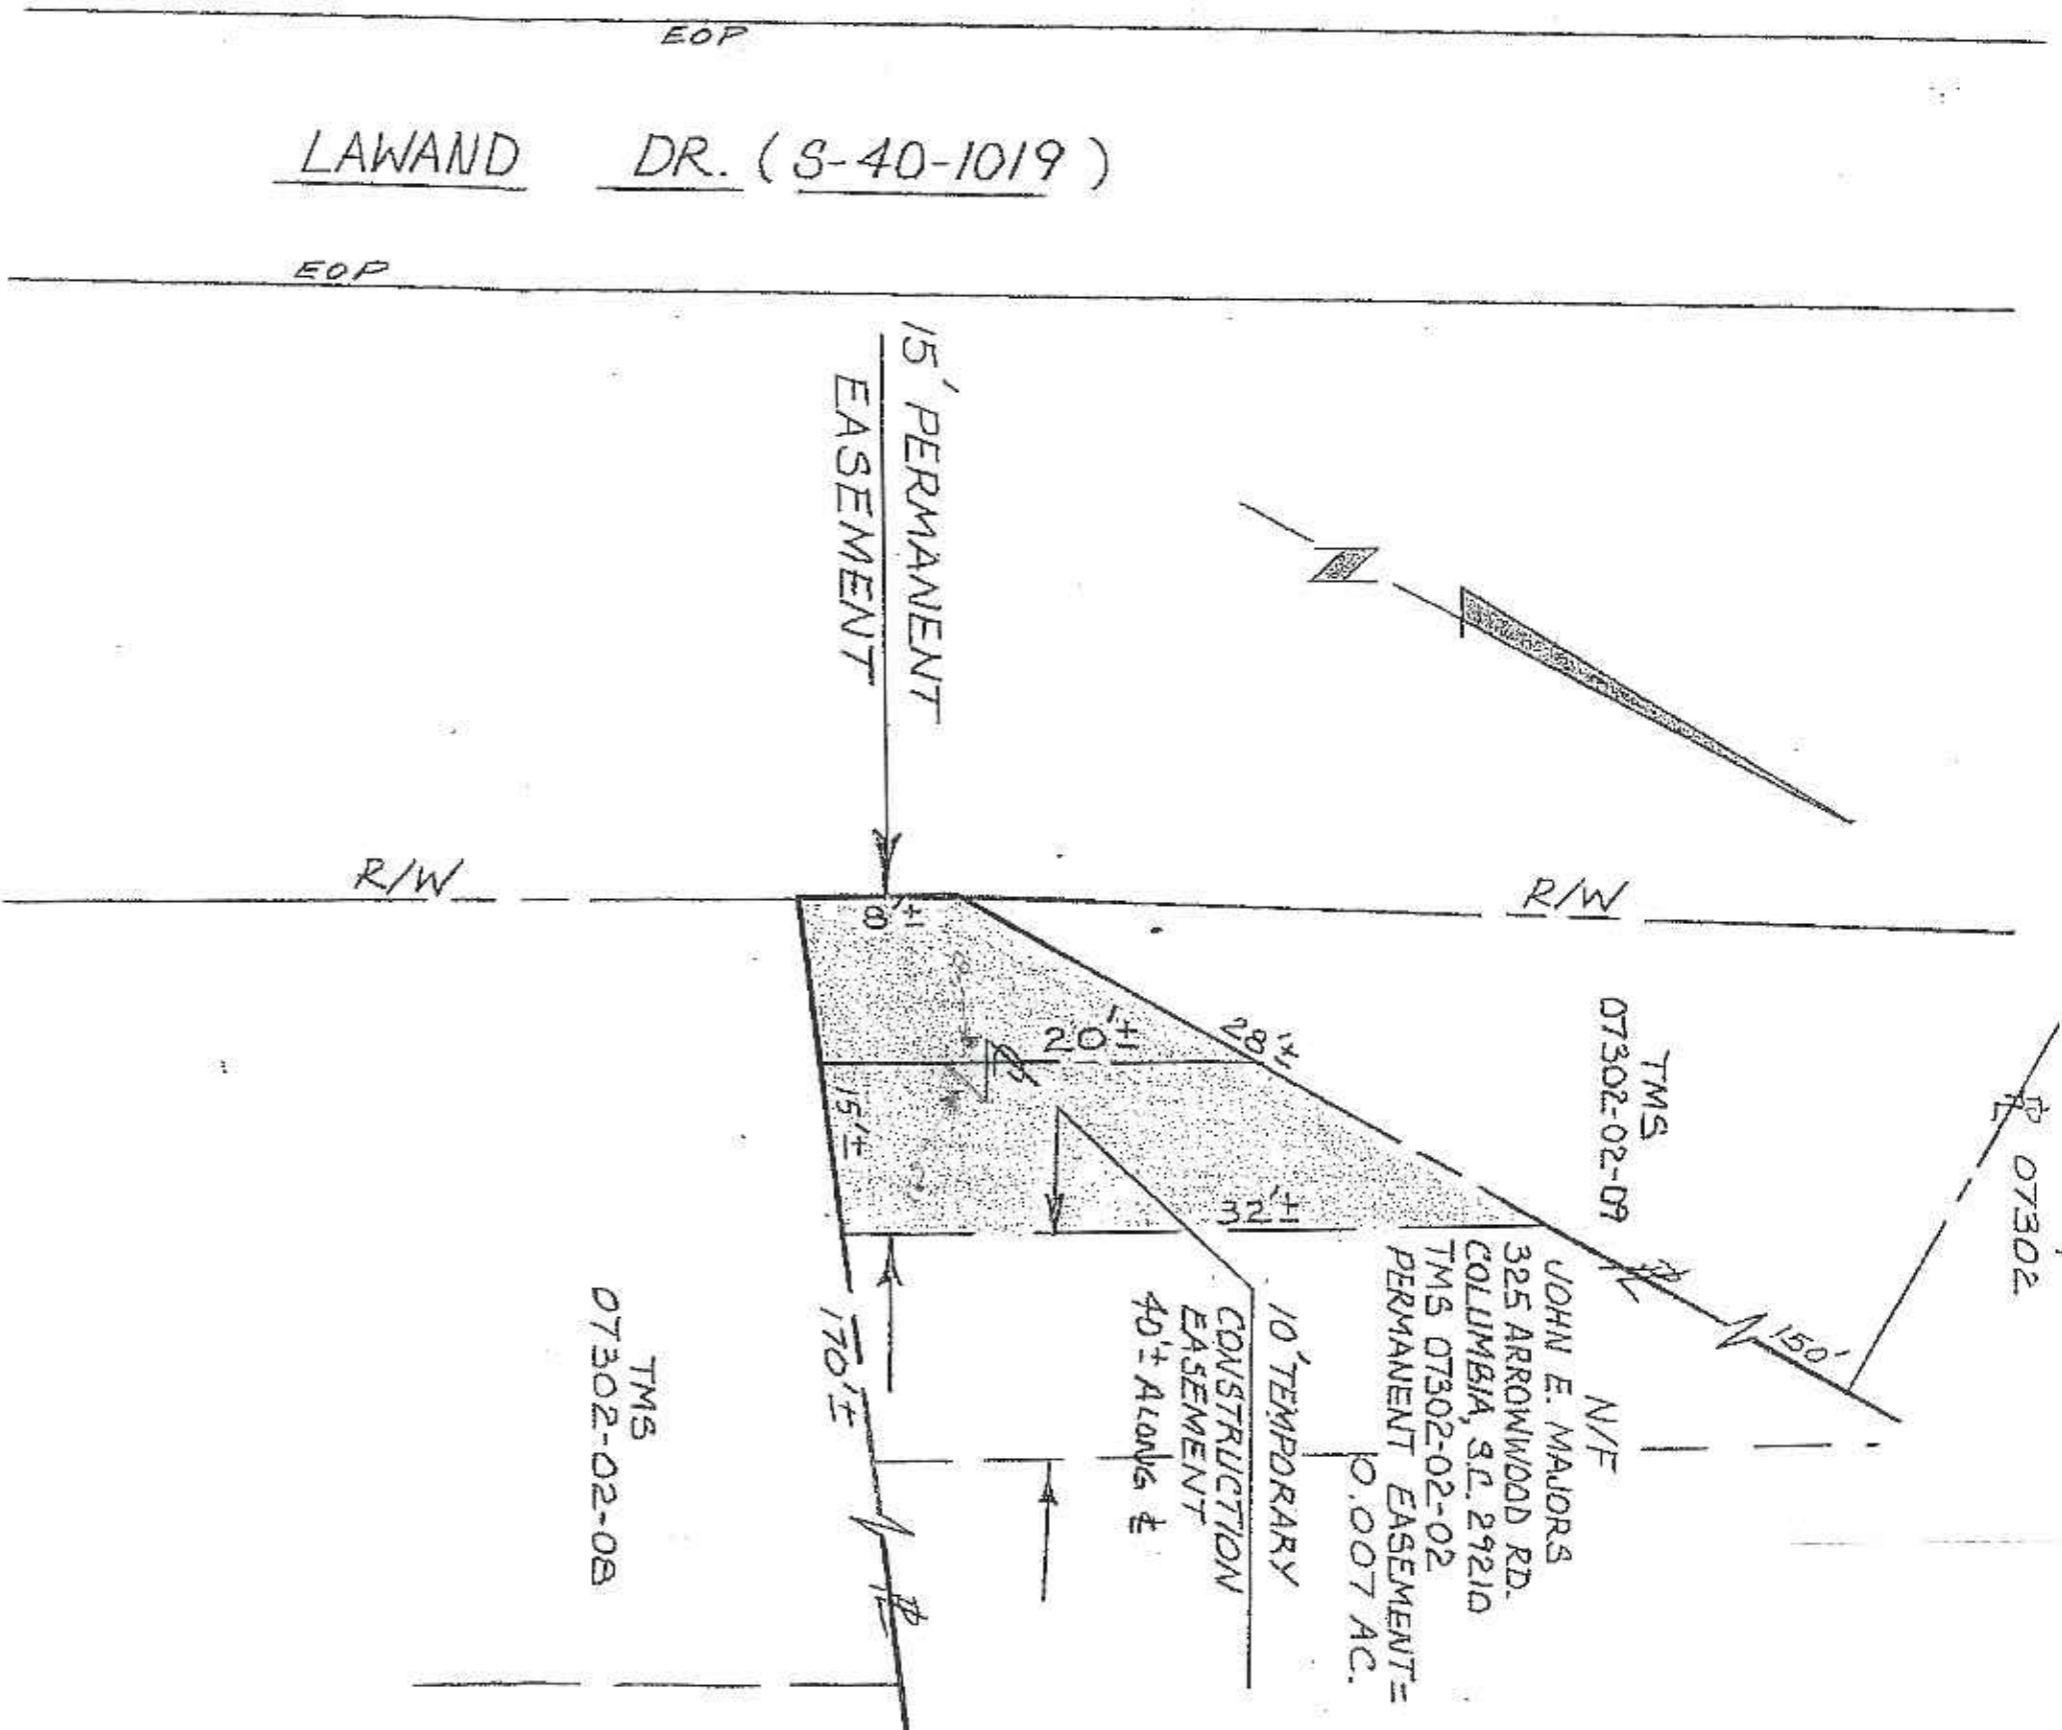 EOP
LAWAND DR. (S-40-1019)
EOP
15' PERMANENT
EASEMENT
N
R/W
R/W
8'±
20'±
28'±
15'±
32'±
TMS
07302-02-09
07302
150'
N/F
JOHN E. MAJORS
325 ARROWWOOD RD.
COLUMBIA, S.C. 29210
TMS 07302-02-02
PERMANENT EASEMENT=
0.007 AC.
10' TEMPORARY
CONSTRUCTION
EASEMENT
40'± ALONG ℄
170'±
TMS
07302-02-08